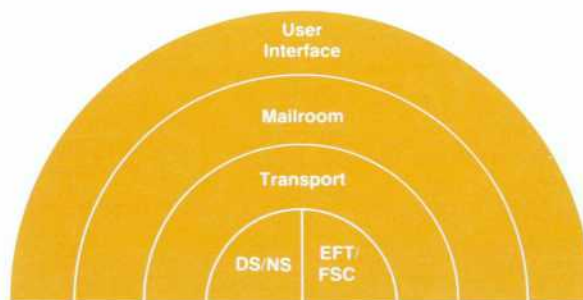 User
Interface
Mailroom
Transport
DS/NS
EFT/
FSC